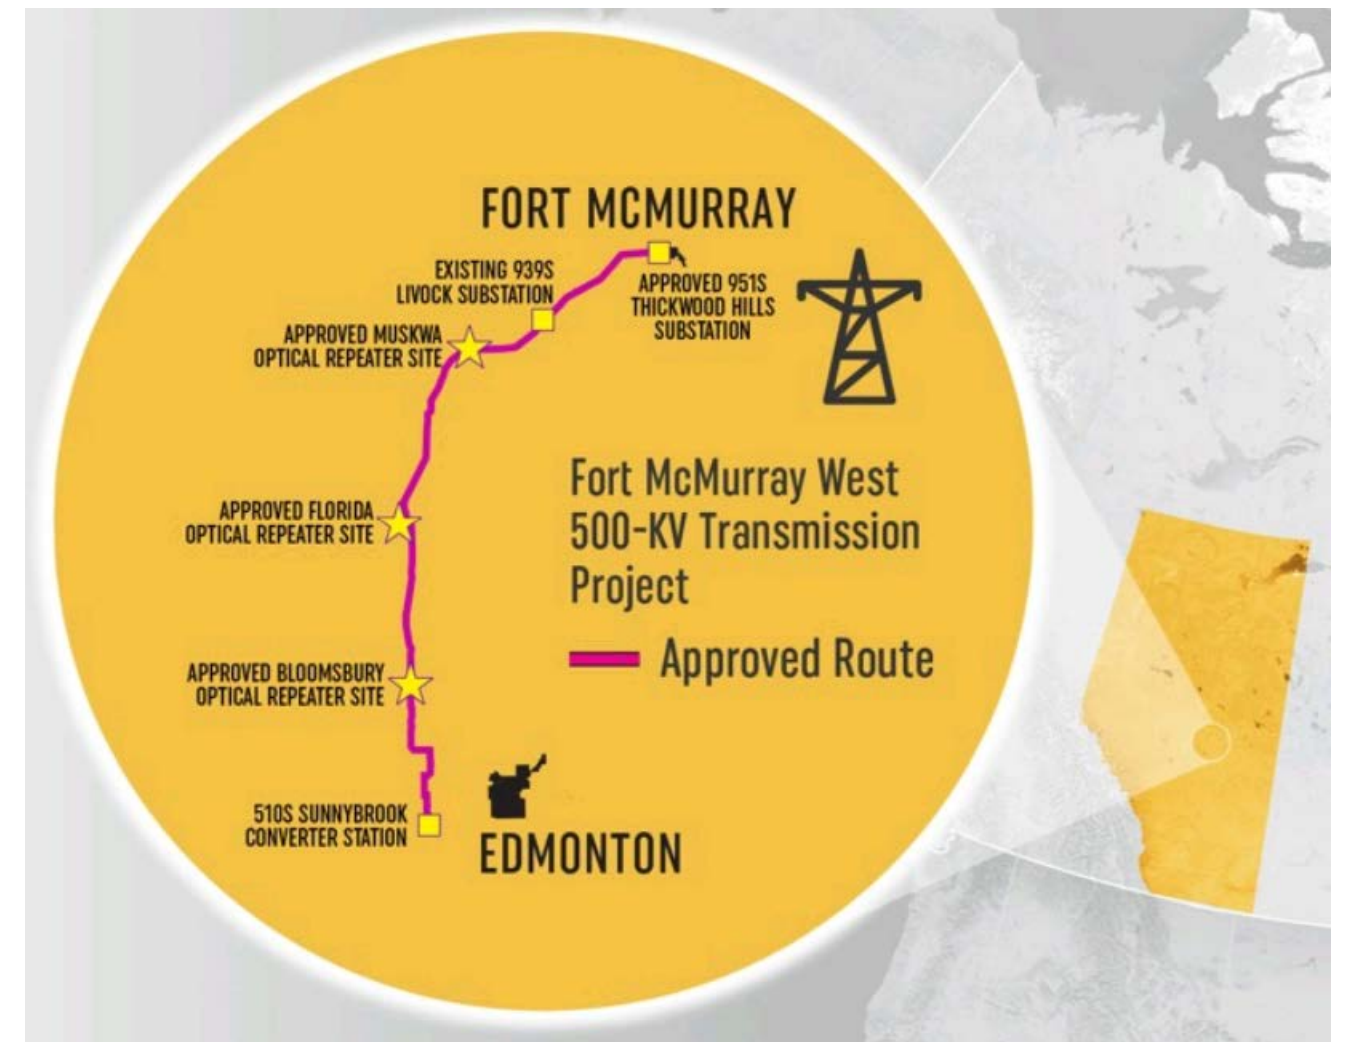 FORT MCMURRAY
EXISTING 939S
LIVOCK SUBSTATION
APPROVED 951S
THICKWOOD HILLS
SUBSTATION
APPROVED MUSKWA
OPTICAL REPEATER SITE
Fort McMurray West
500-KV Transmission
Project
APPROVED FLORIDA
OPTICAL REPEATER SITE
Approved Route
APPROVED BLOOMSBURY
OPTICAL REPEATER SITE
510S SUNNYBROOK
CONVERTER STATION
EDMONTON